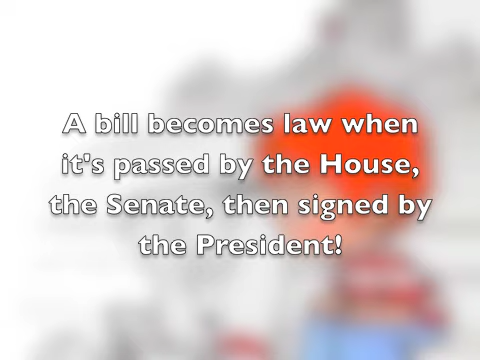 A bill becomes law when
it's passed by the House,
the Senate, then signed by
the President!